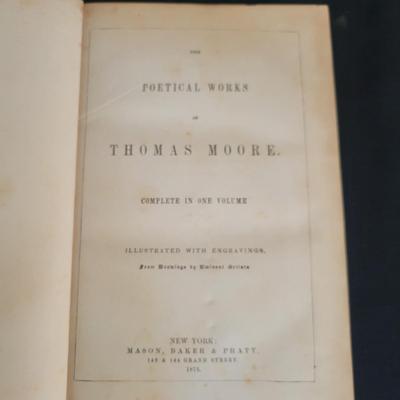 THE
POETICAL WORKS
OF
THOMAS MOORE.
COMPLETE IN ONE VOLUME
ILLUSTRATED WITH ENGRAVINGS,
From Drawings by Eminent Artists
NEW YORK:
MASON, BAKER & PRATT,
142 & 144 GRAND STREET.
1873.